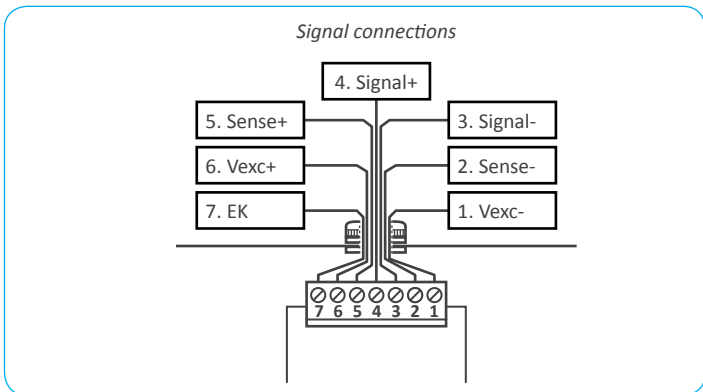 Signal connections
4. Signal+
5. Sense+
3. Signal-
6. Vexc+
2. Sense-
7. EK
1. Vexc-
7 6 5 4 3 2 1